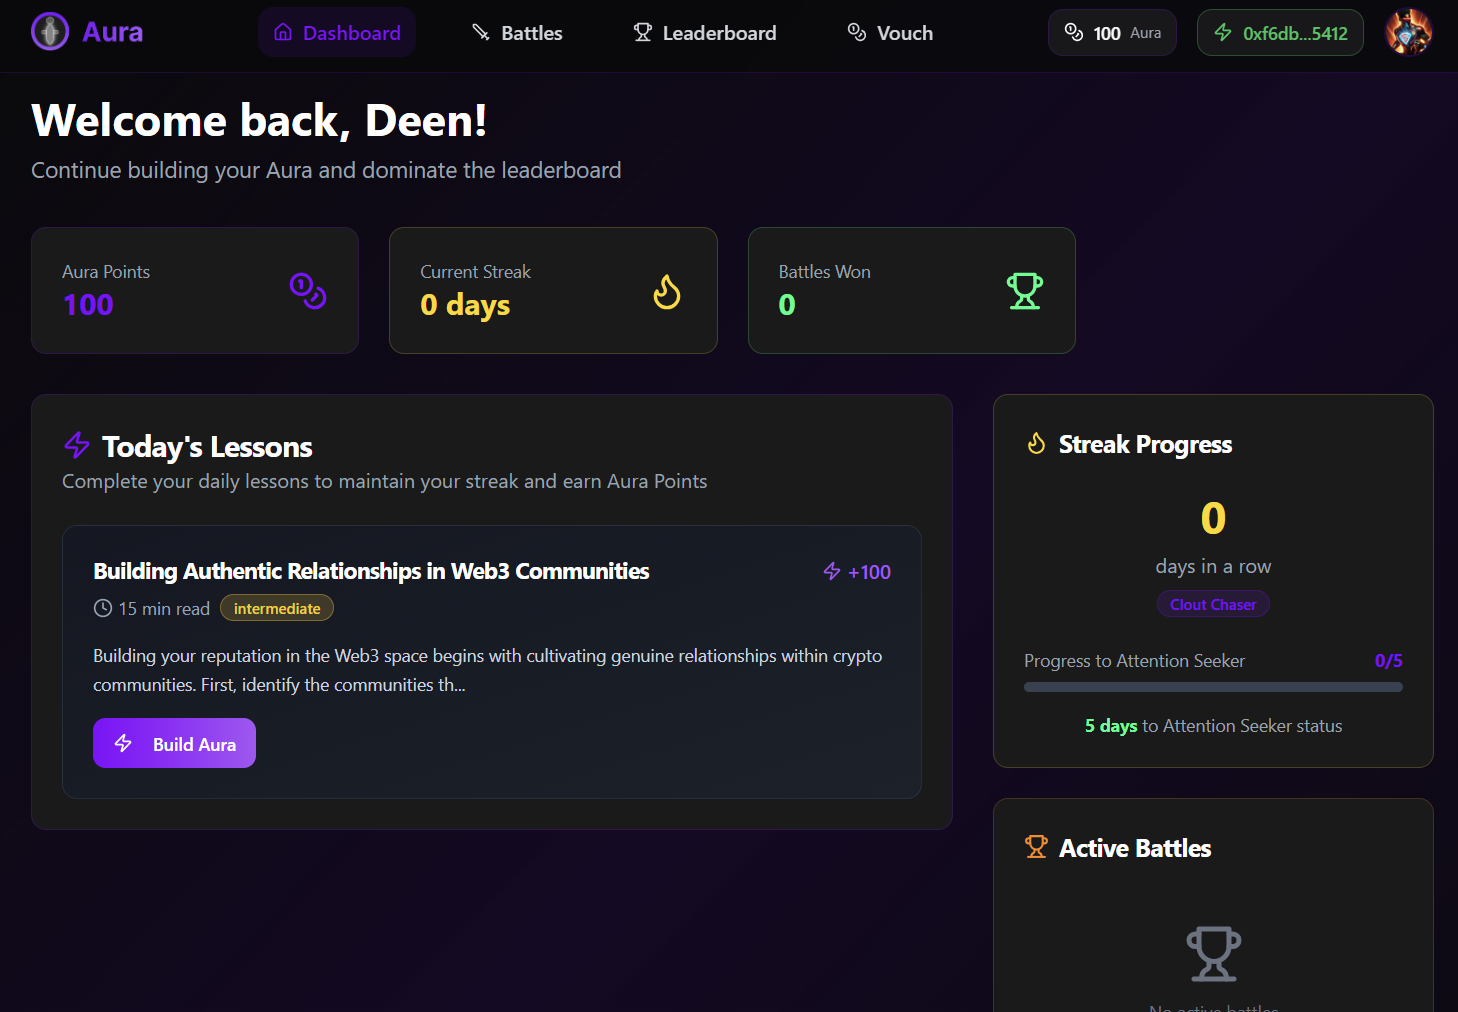 Aura
Dashboard
Battles
Leaderboard
Vouch
100 Aura
0xf6db...5412
Welcome back, Deen!
Continue building your Aura and dominate the leaderboard
Aura Points
100
Current Streak
0 days
Battles Won
0
Today's Lessons
Complete your daily lessons to maintain your streak and earn Aura Points
Building Authentic Relationships in Web3 Communities
+100
15 min read
intermediate
Building your reputation in the Web3 space begins with cultivating genuine relationships within crypto
communities. First, identify the communities th...
Build Aura
Streak Progress
0
days in a row
Clout Chaser
Progress to Attention Seeker
0/5
5 days to Attention Seeker status
Active Battles
No active battles